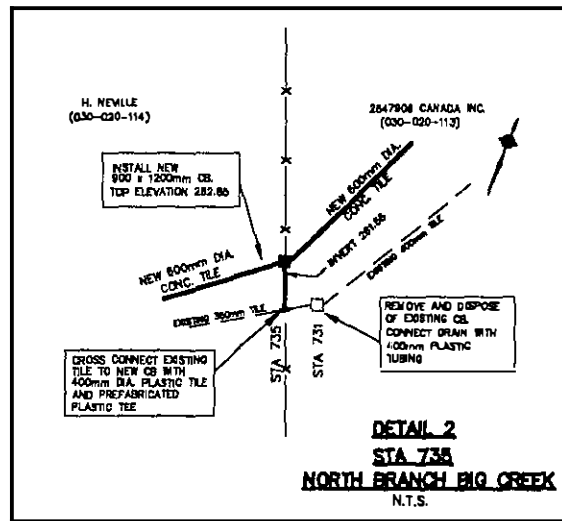 H. NEVILLE
(030-020-114)
2647908 CANADA INC.
(030-020-113)
INSTALL NEW
900 x 1200mm CB.
TOP ELEVATION 282.85
NEW 600mm DIA.
CONC. TILE
NEW 600mm DIA.
CONC. TILE
INVERT 281.55
EXISTING 400mm TILE
EXISTING 350mm TILE
STA 735
STA 731
REMOVE AND DISPOSE
OF EXISTING CB.
CONNECT DRAIN WITH
400mm PLASTIC
TUBING
CROSS CONNECT EXISTING
TILE TO NEW CB WITH
400mm DIA. PLASTIC TILE
AND PREFABRICATED
PLASTIC TEE
DETAIL 2
STA 735
NORTH BRANCH BIG CREEK
N.T.S.